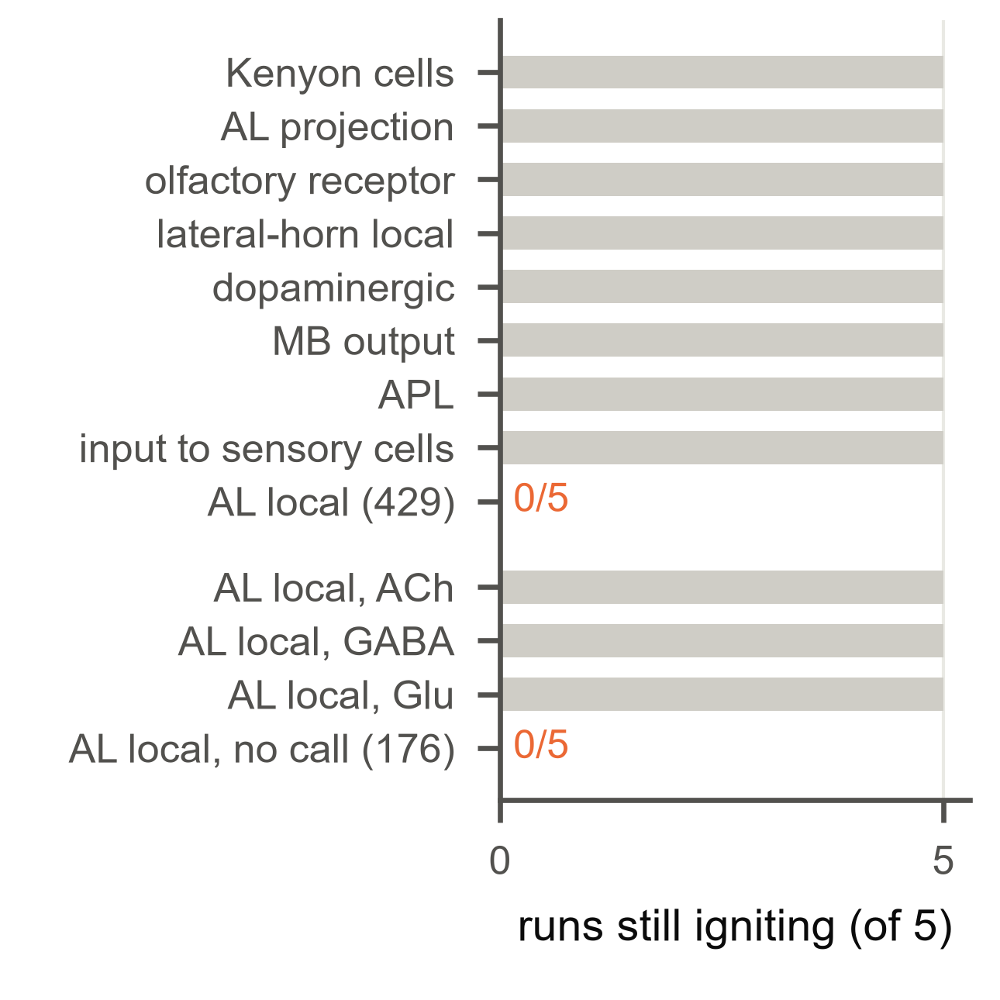 Kenyon cells
AL projection
olfactory receptor
lateral-horn local
dopaminergic
MB output
APL
input to sensory cells
AL local (429)
0/5
AL local, ACh
AL local, GABA
AL local, Glu
AL local, no call (176)
0/5
0
5
runs still igniting (of 5)